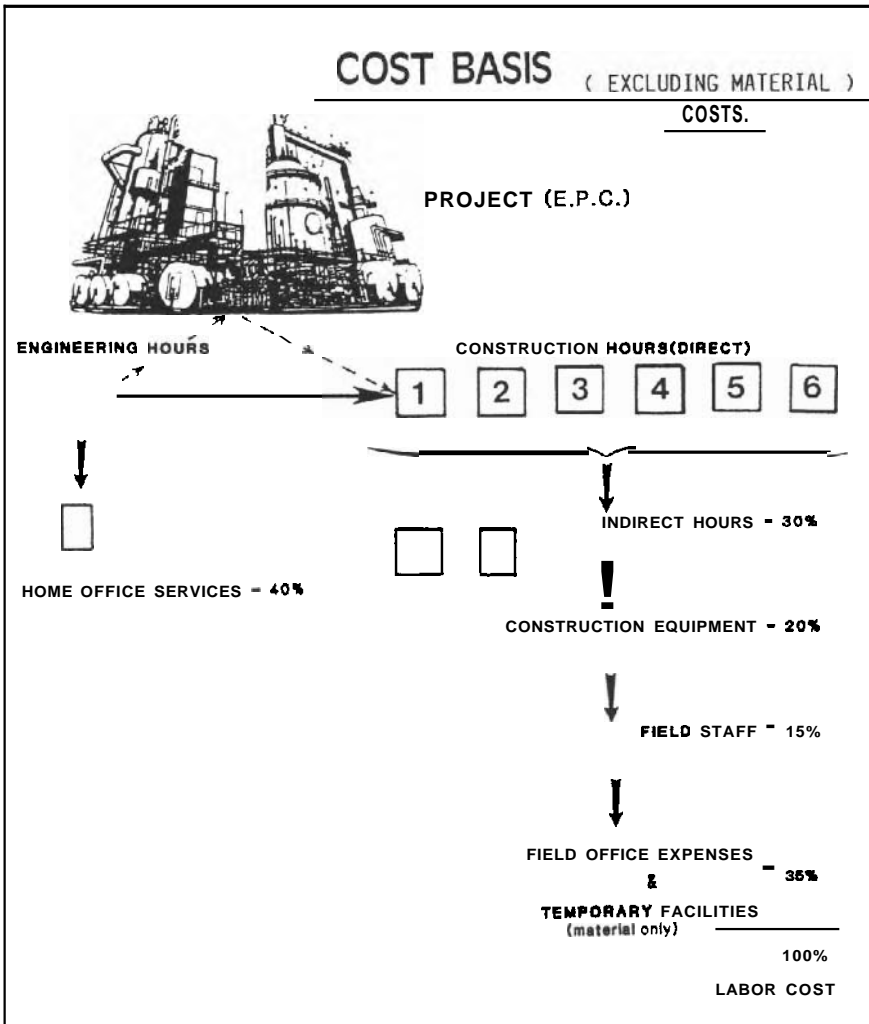 COST BASIS ( EXCLUDING MATERIAL )
COSTS.
PROJECT (E.P.C.)
ENGINEERING HOURS
CONSTRUCTION HOURS(DIRECT)
1 2 3 4 5 6
INDIRECT HOURS - 30%
HOME OFFICE SERVICES - 40%
CONSTRUCTION EQUIPMENT - 20%
FIELD STAFF - 15%
FIELD OFFICE EXPENSES
- 35%
&
TEMPORARY FACILITIES
(material only)
100%
LABOR COST